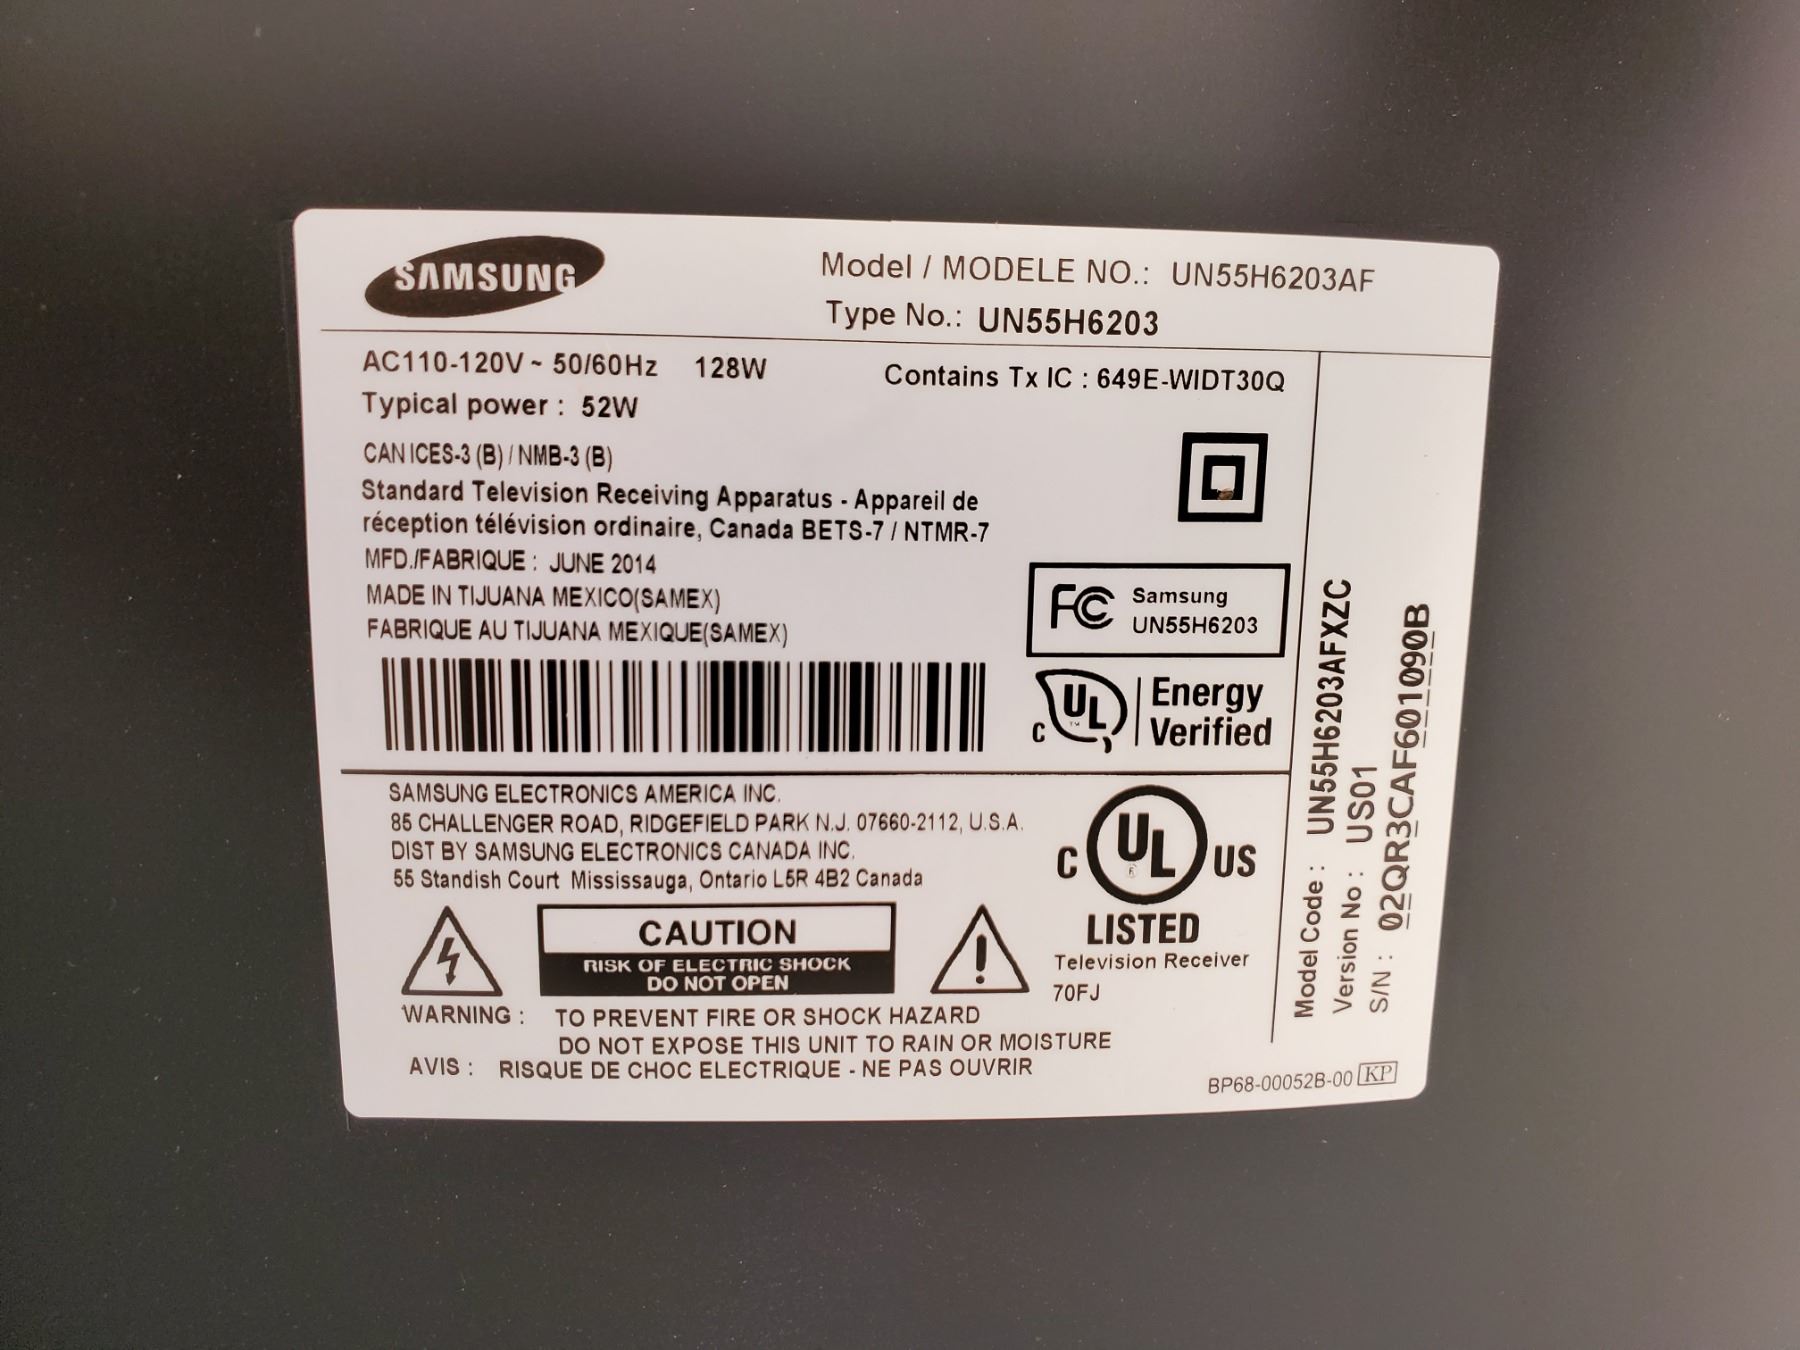 SAMSUNG
Model / MODELE NO.: UN55H6203AF
Type No.: UN55H6203
AC110-120V ~ 50/60Hz 128W
Contains Tx IC : 649E-WIDT30Q
Typical power : 52W
CAN ICES-3 (B) / NMB-3 (B)
Standard Television Receiving Apparatus - Appareil de
réception télévision ordinaire, Canada BETS-7 / NTMR-7
MFD./FABRIQUE : JUNE 2014
MADE IN TIJUANA MEXICO(SAMEX)
FABRIQUE AU TIJUANA MEXIQUE(SAMEX)
FC Samsung
UN55H6203
C UL TM Energy
Verified
SAMSUNG ELECTRONICS AMERICA INC.
85 CHALLENGER ROAD, RIDGEFIELD PARK N.J. 07660-2112, U.S.A.
DIST BY SAMSUNG ELECTRONICS CANADA INC.
55 Standish Court Mississauga, Ontario L5R 4B2 Canada
C UL US
LISTED
Television Receiver
70FJ
CAUTION
RISK OF ELECTRIC SHOCK
DO NOT OPEN
WARNING : TO PREVENT FIRE OR SHOCK HAZARD
DO NOT EXPOSE THIS UNIT TO RAIN OR MOISTURE
AVIS : RISQUE DE CHOC ELECTRIQUE - NE PAS OUVRIR
Model Code : UN55H6203AFXZC
Version No : US01
S/N : 02QR3CAF601090B
BP68-00052B-00 KP